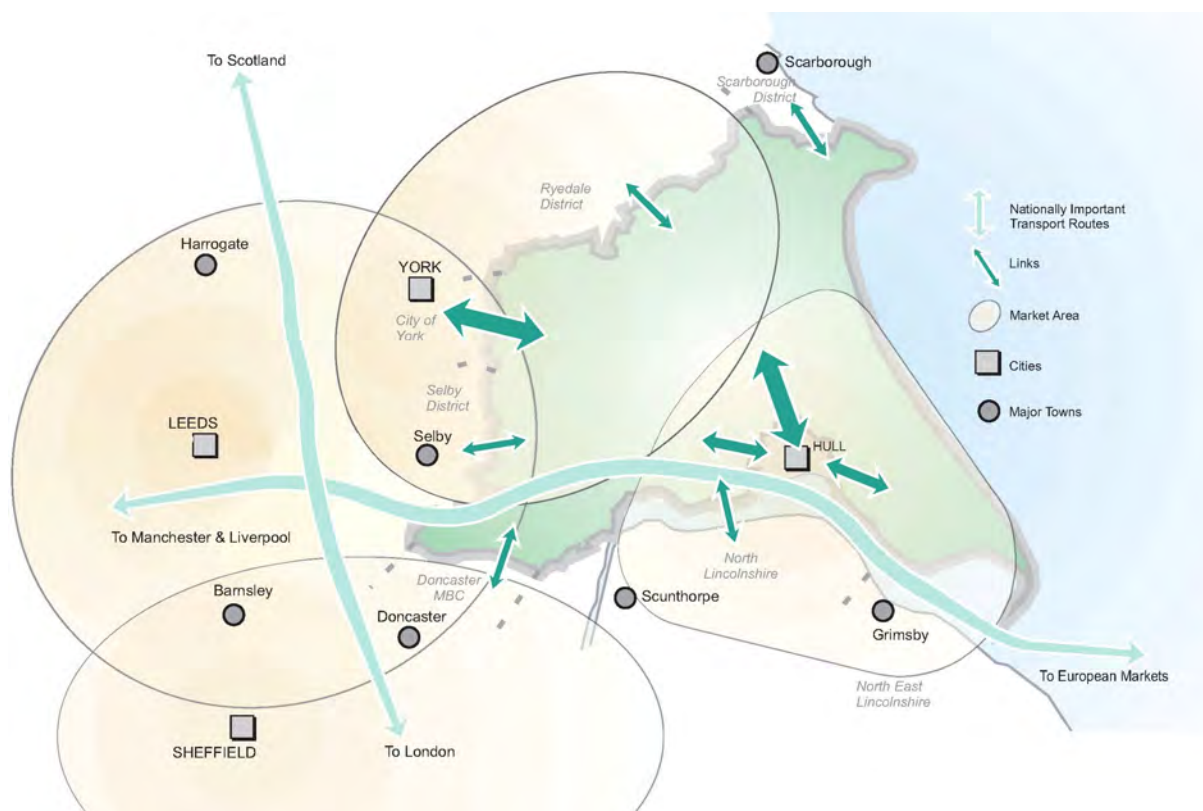 To Scotland
Scarborough
Scarborough
District
Ryedale
District
Nationally Important
Transport Routes
Links
Market Area
Cities
Major Towns
Harrogate
YORK
City of
York
Selby
District
LEEDS
Selby
HULL
To Manchester & Liverpool
North
Lincolnshire
Doncaster
MBC
Barnsley
Doncaster
Scunthorpe
Grimsby
To European Markets
North East
Lincolnshire
SHEFFIELD
To London